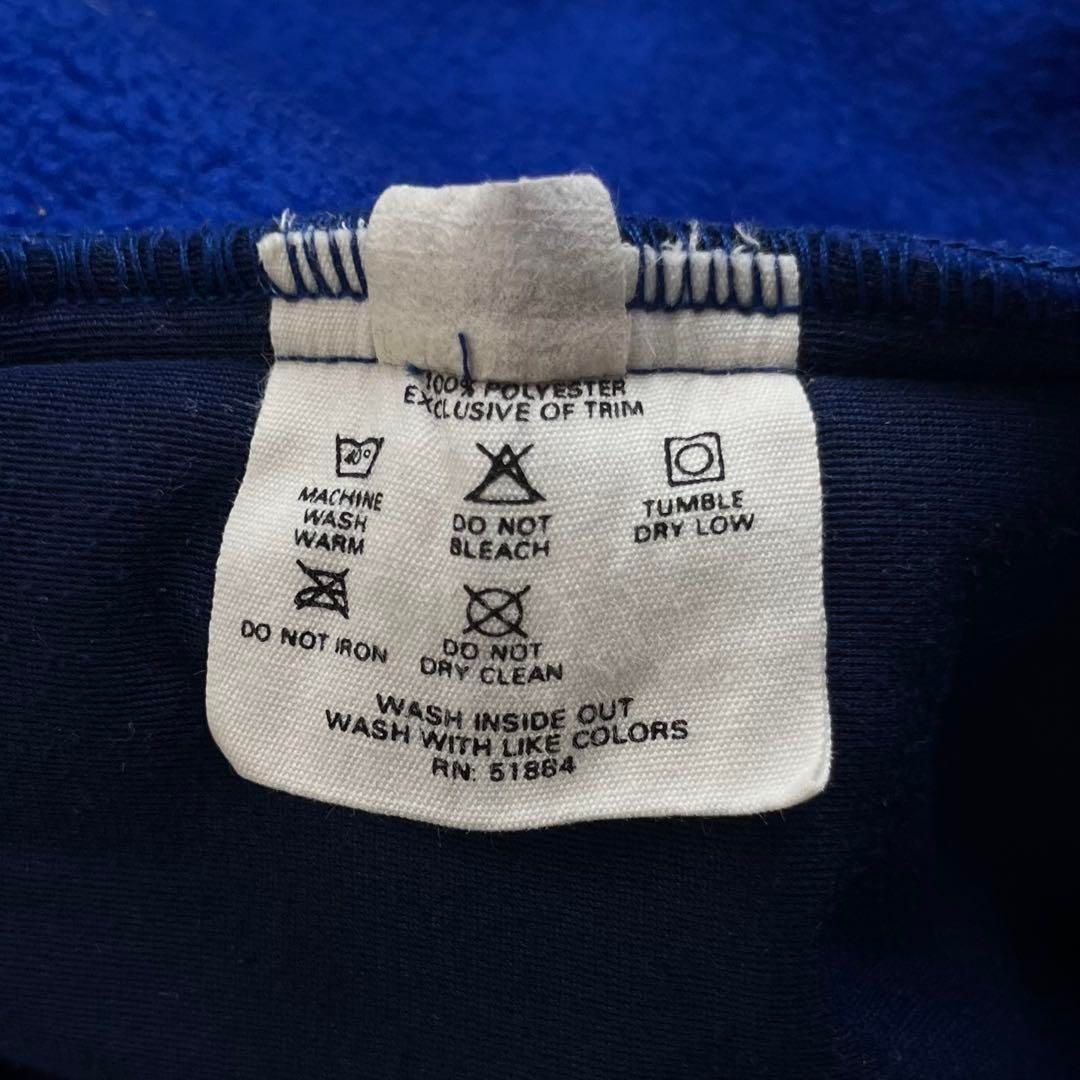 100% POLYESTER
EXCLUSIVE OF TRIM
40°
MACHINE
WASH
WARM
DO NOT
BLEACH
TUMBLE
DRY LOW
DO NOT IRON
DO NOT
DRY CLEAN
WASH INSIDE OUT
WASH WITH LIKE COLORS
RN: 51884